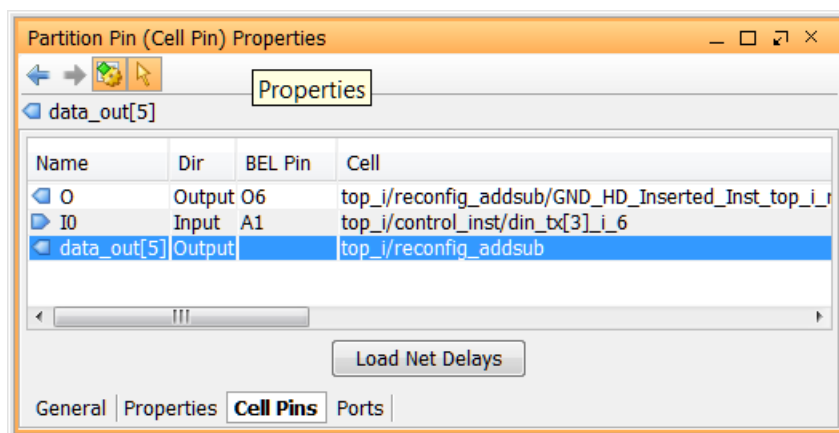 Partition Pin (Cell Pin) Properties
Properties
data_out[5]
Name Dir BEL Pin Cell
O Output O6 top_i/reconfig_addsub/GND_HD_Inserted_Inst_top_i_r
I0 Input A1 top_i/control_inst/din_tx[3]_i_6
data_out[5] Output top_i/reconfig_addsub
Load Net Delays
General Properties Cell Pins Ports